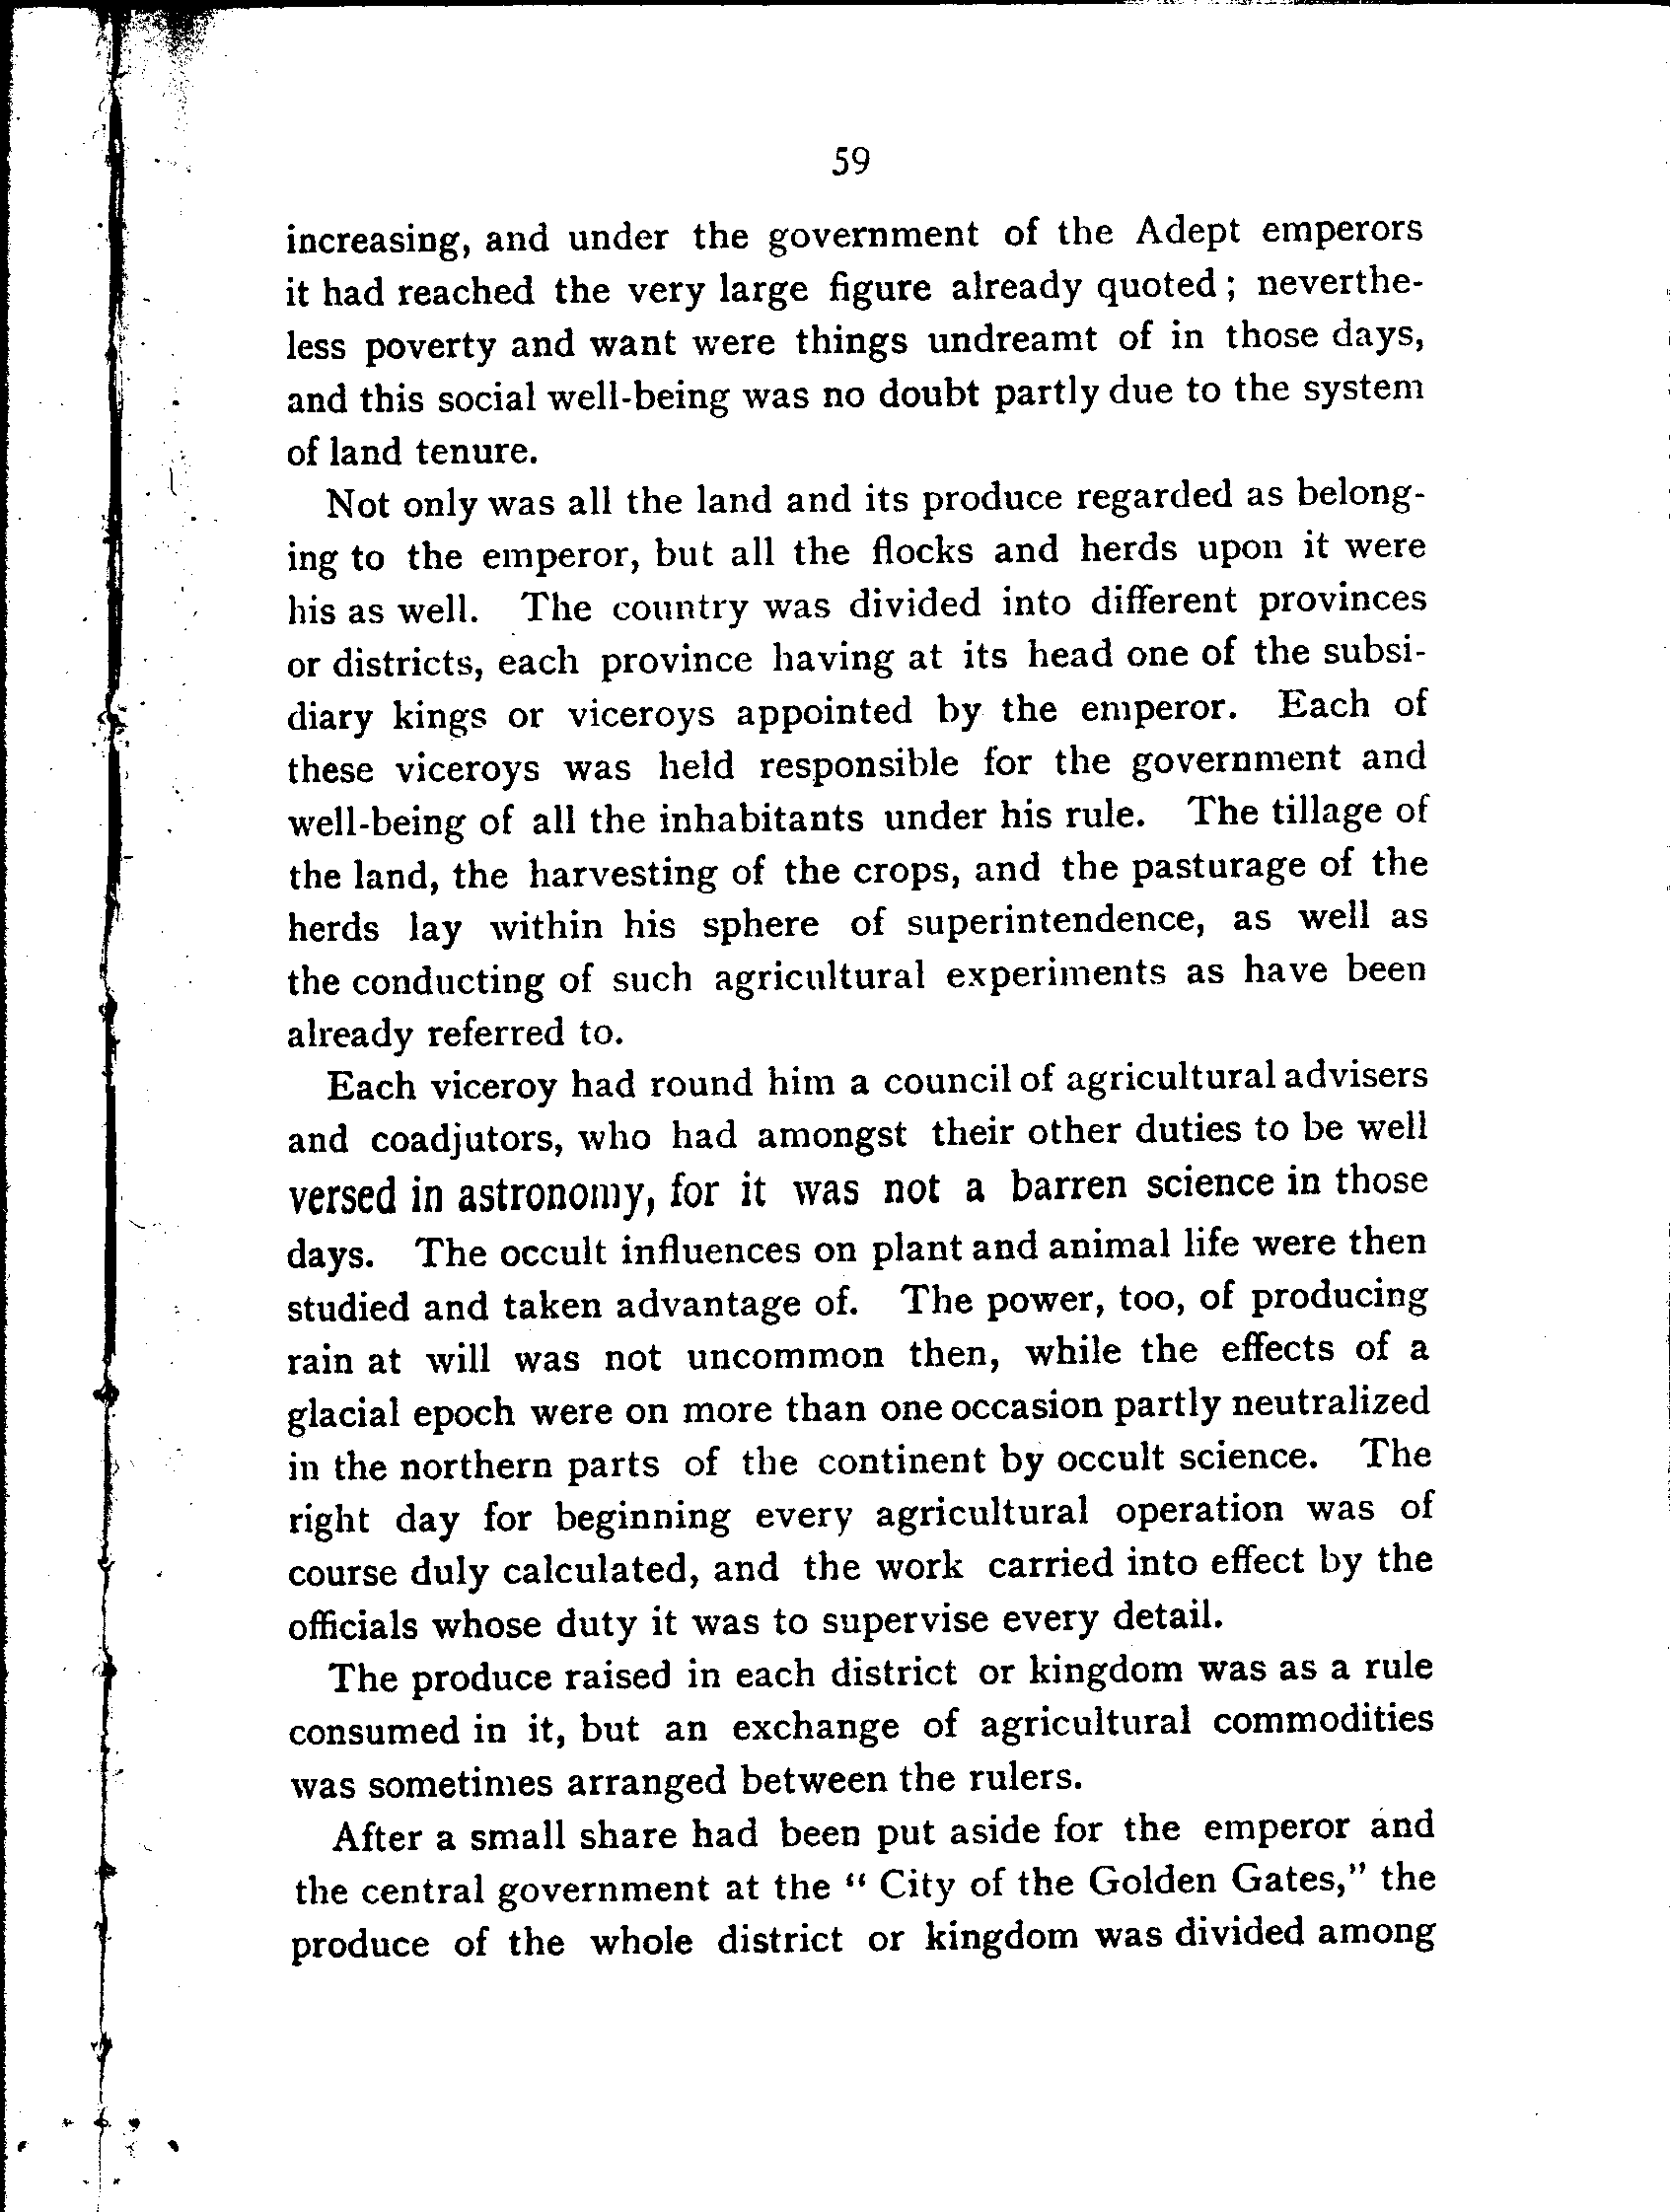 59
increasing, and under the government of the Adept emperors
it had reached the very large figure already quoted; neverthe-
less poverty and want were things undreamt of in those days,
and this social well-being was no doubt partly due to the system
of land tenure.
Not only was all the land and its produce regarded as belong-
ing to the emperor, but all the flocks and herds upon it were
his as well. The country was divided into different provinces
or districts, each province having at its head one of the subsi-
diary kings or viceroys appointed by the emperor. Each of
these viceroys was held responsible for the government and
well-being of all the inhabitants under his rule. The tillage of
the land, the harvesting of the crops, and the pasturage of the
herds lay within his sphere of superintendence, as well as
the conducting of such agricultural experiments as have been
already referred to.
Each viceroy had round him a council of agricultural advisers
and coadjutors, who had amongst their other duties to be well
versed in astronomy, for it was not a barren science in those
days. The occult influences on plant and animal life were then
studied and taken advantage of. The power, too, of producing
rain at will was not uncommon then, while the effects of a
glacial epoch were on more than one occasion partly neutralized
in the northern parts of the continent by occult science. The
right day for beginning every agricultural operation was of
course duly calculated, and the work carried into effect by the
officials whose duty it was to supervise every detail.
The produce raised in each district or kingdom was as a rule
consumed in it, but an exchange of agricultural commodities
was sometimes arranged between the rulers.
After a small share had been put aside for the emperor and
the central government at the " City of the Golden Gates," the
produce of the whole district or kingdom was divided among